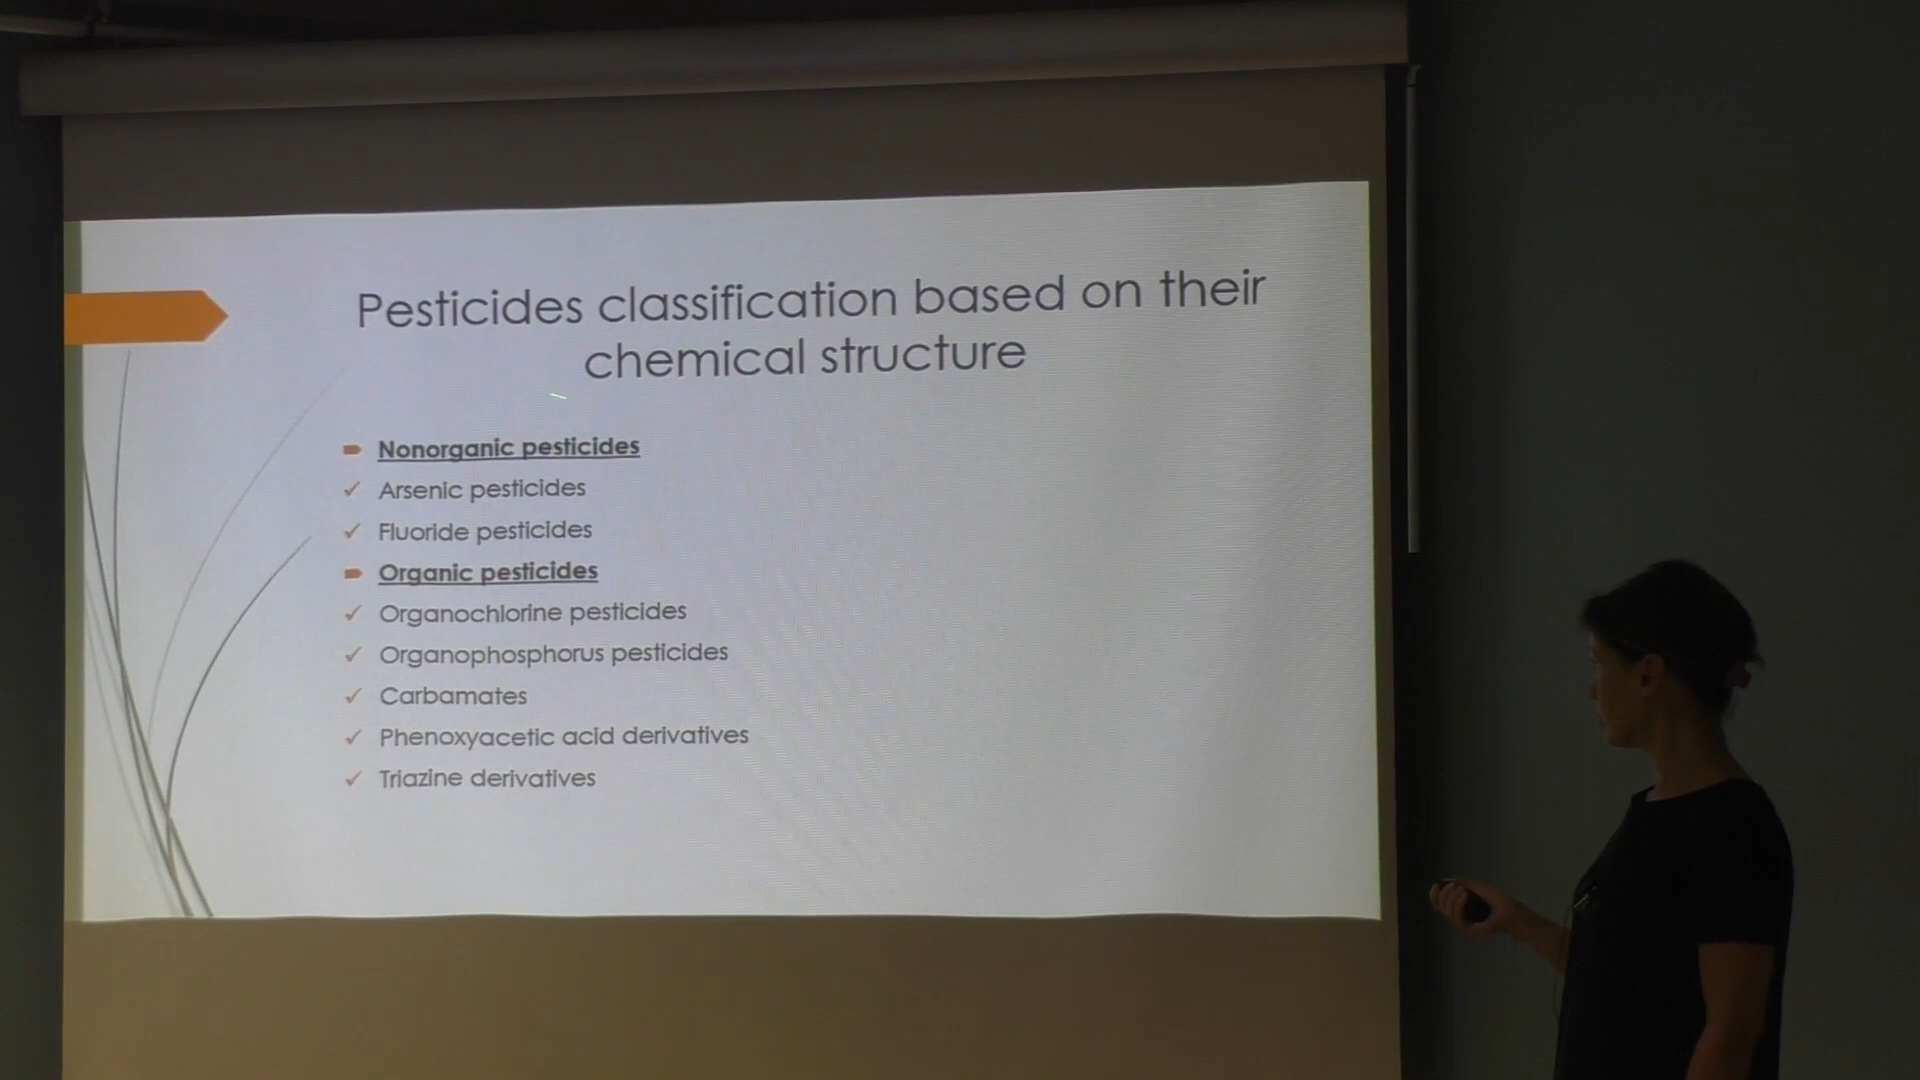 Pesticides classification based on their
chemical structure
Nonorganic pesticides
Arsenic pesticides
Fluoride pesticides
Organic pesticides
Organochlorine pesticides
Organophosphorus pesticides
Carbamates
Phenoxyacetic acid derivatives
Triazine derivatives